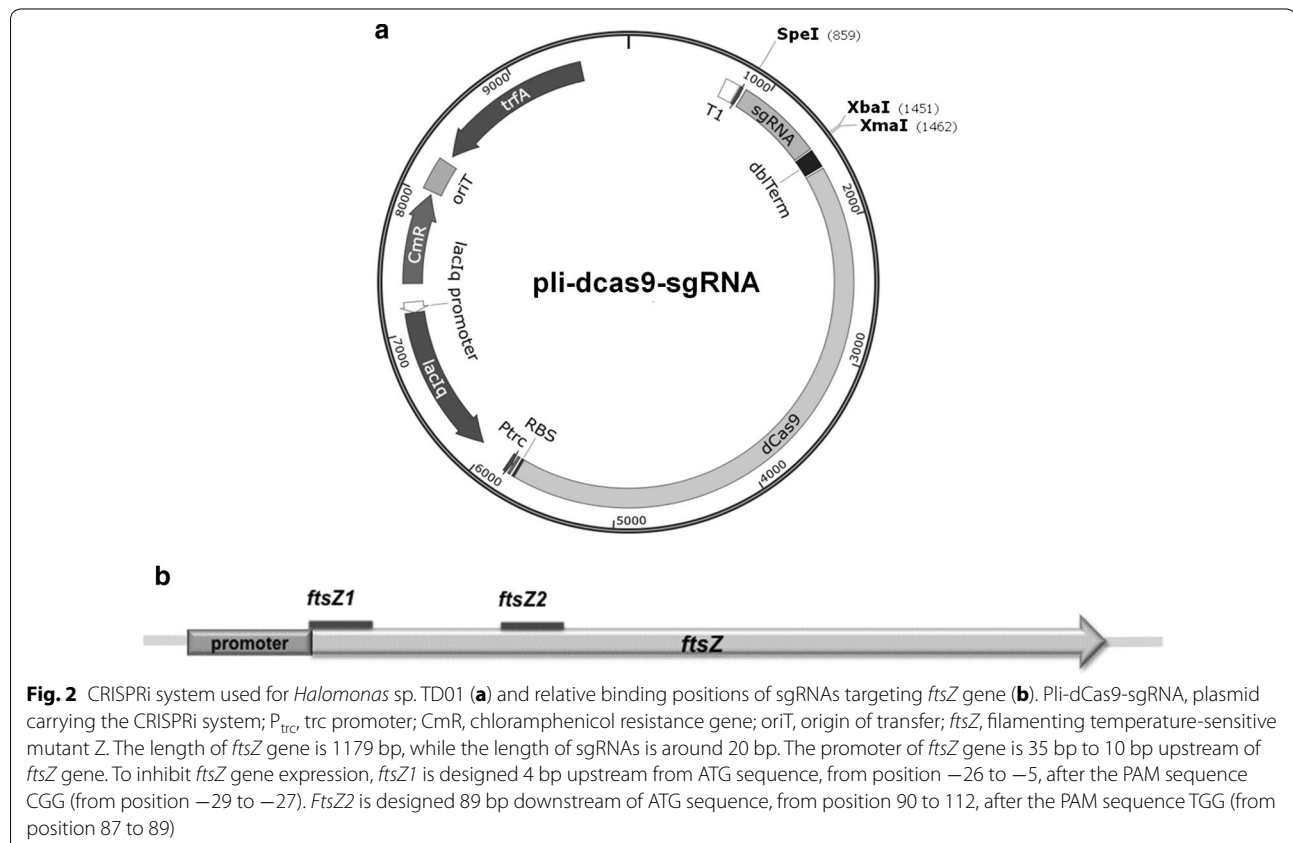 a
SpeI (859)
XbaI (1451)
XmaI (1462)
1000
2000
3000
4000
5000
6000
7000
8000
9000
T1
sgRNA
dblTerm
dCas9
RBS
Ptrc
lacIq
lacIq promoter
CmR
oriT
trfA
pli-dcas9-sgRNA
b
ftsZ1
ftsZ2
promoter
ftsZ
Fig. 2 CRISPRi system used for Halomonas sp. TD01 (a) and relative binding positions of sgRNAs targeting ftsZ gene (b). Pli-dCas9-sgRNA, plasmid
carrying the CRISPRi system; Ptrc, trc promoter; CmR, chloramphenicol resistance gene; oriT, origin of transfer; ftsZ, filamenting temperature-sensitive
mutant Z. The length of ftsZ gene is 1179 bp, while the length of sgRNAs is around 20 bp. The promoter of ftsZ gene is 35 bp to 10 bp upstream of
ftsZ gene. To inhibit ftsZ gene expression, ftsZ1 is designed 4 bp upstream from ATG sequence, from position −26 to −5, after the PAM sequence
CGG (from position −29 to −27). FtsZ2 is designed 89 bp downstream of ATG sequence, from position 90 to 112, after the PAM sequence TGG (from
position 87 to 89)